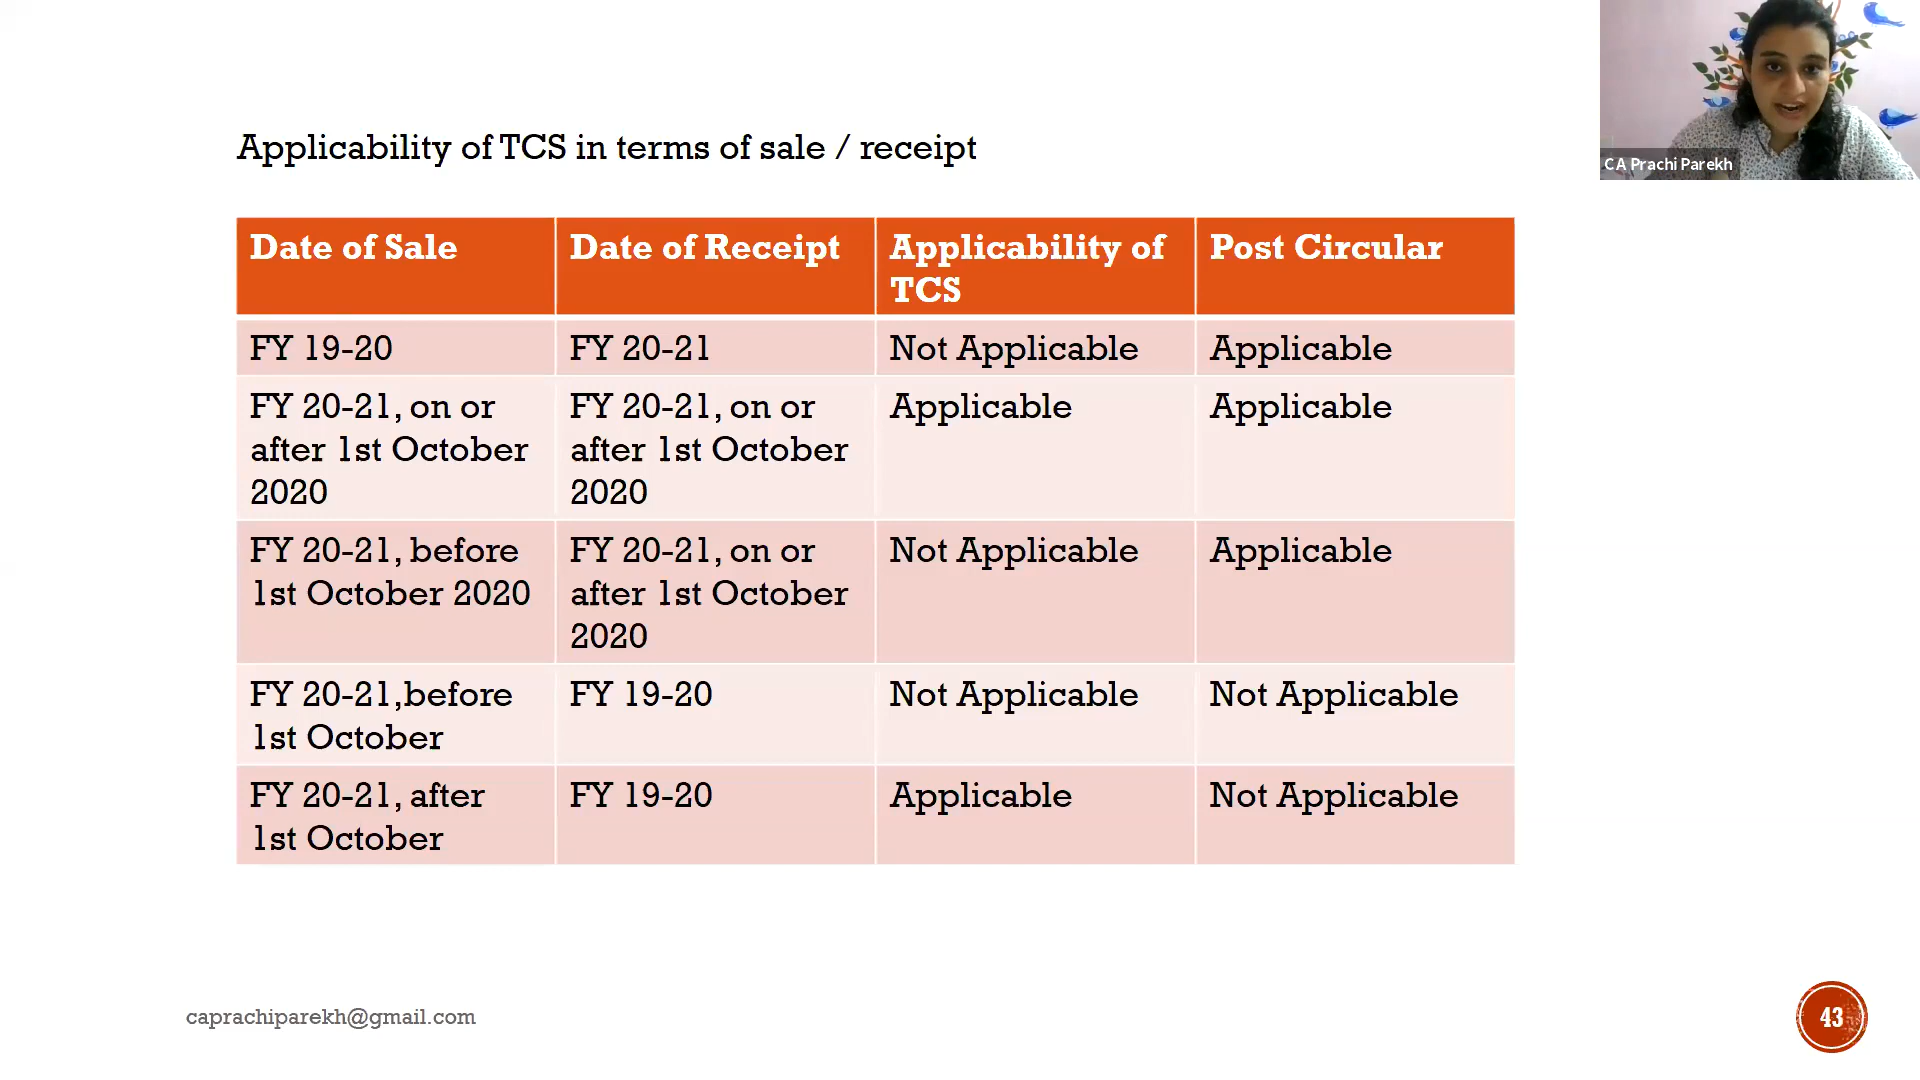 CA Prachi Parekh
Applicability of TCS in terms of sale / receipt
Date of Sale
Date of Receipt
Applicability of
TCS
Post Circular
FY 19-20
FY 20-21
Not Applicable
Applicable
FY 20-21, on or
after 1st October
2020
FY 20-21, on or
after 1st October
2020
Applicable
Applicable
FY 20-21, before
1st October 2020
FY 20-21, on or
after 1st October
2020
Not Applicable
Applicable
FY 20-21,before
1st October
FY 19-20
Not Applicable
Not Applicable
FY 20-21, after
1st October
FY 19-20
Applicable
Not Applicable
caprachiparekh@gmail.com
43